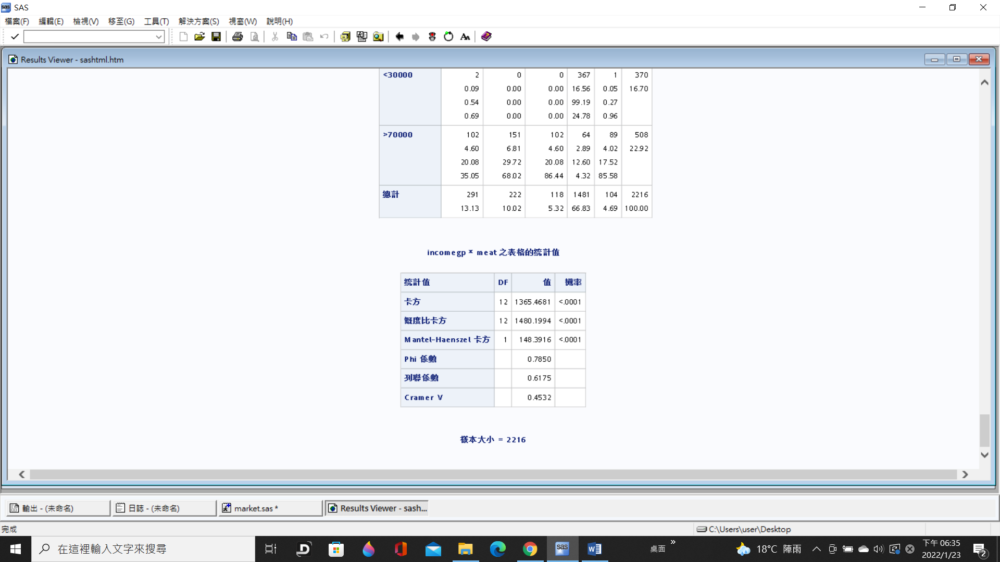 SAS
檔案(F) 編輯(E) 檢視(V) 移至(G) 工具(T) 解決方案(S) 視窗(W) 說明(H)
Results Viewer - sashtml.htm
<30000 2 0 0 367 1 370
0.09 0.00 0.00 16.56 0.05 16.70
0.54 0.00 0.00 99.19 0.27
0.69 0.00 0.00 24.78 0.96
>70000 102 151 102 64 89 508
4.60 6.81 4.60 2.89 4.02 22.92
20.08 29.72 20.08 12.60 17.52
35.05 68.02 86.44 4.32 85.58
總計 291 222 118 1481 104 2216
13.13 10.02 5.32 66.83 4.69 100.00
incomegp * meat 之表格的統計值
統計值 DF 值 機率
卡方 12 1365.4681 <.0001
概度比卡方 12 1480.1994 <.0001
Mantel-Haenszel 卡方 1 148.3916 <.0001
Phi 係數 0.7850
列聯係數 0.6175
Cramer V 0.4532
樣本大小 = 2216
輸出 - (未命名) 日誌 - (未命名) market.sas * Results Viewer - sash...
完成 C:\Users\user\Desktop
在這裡輸入文字來搜尋 桌面 18°C 陣雨 下午 06:35
2022/1/23 2